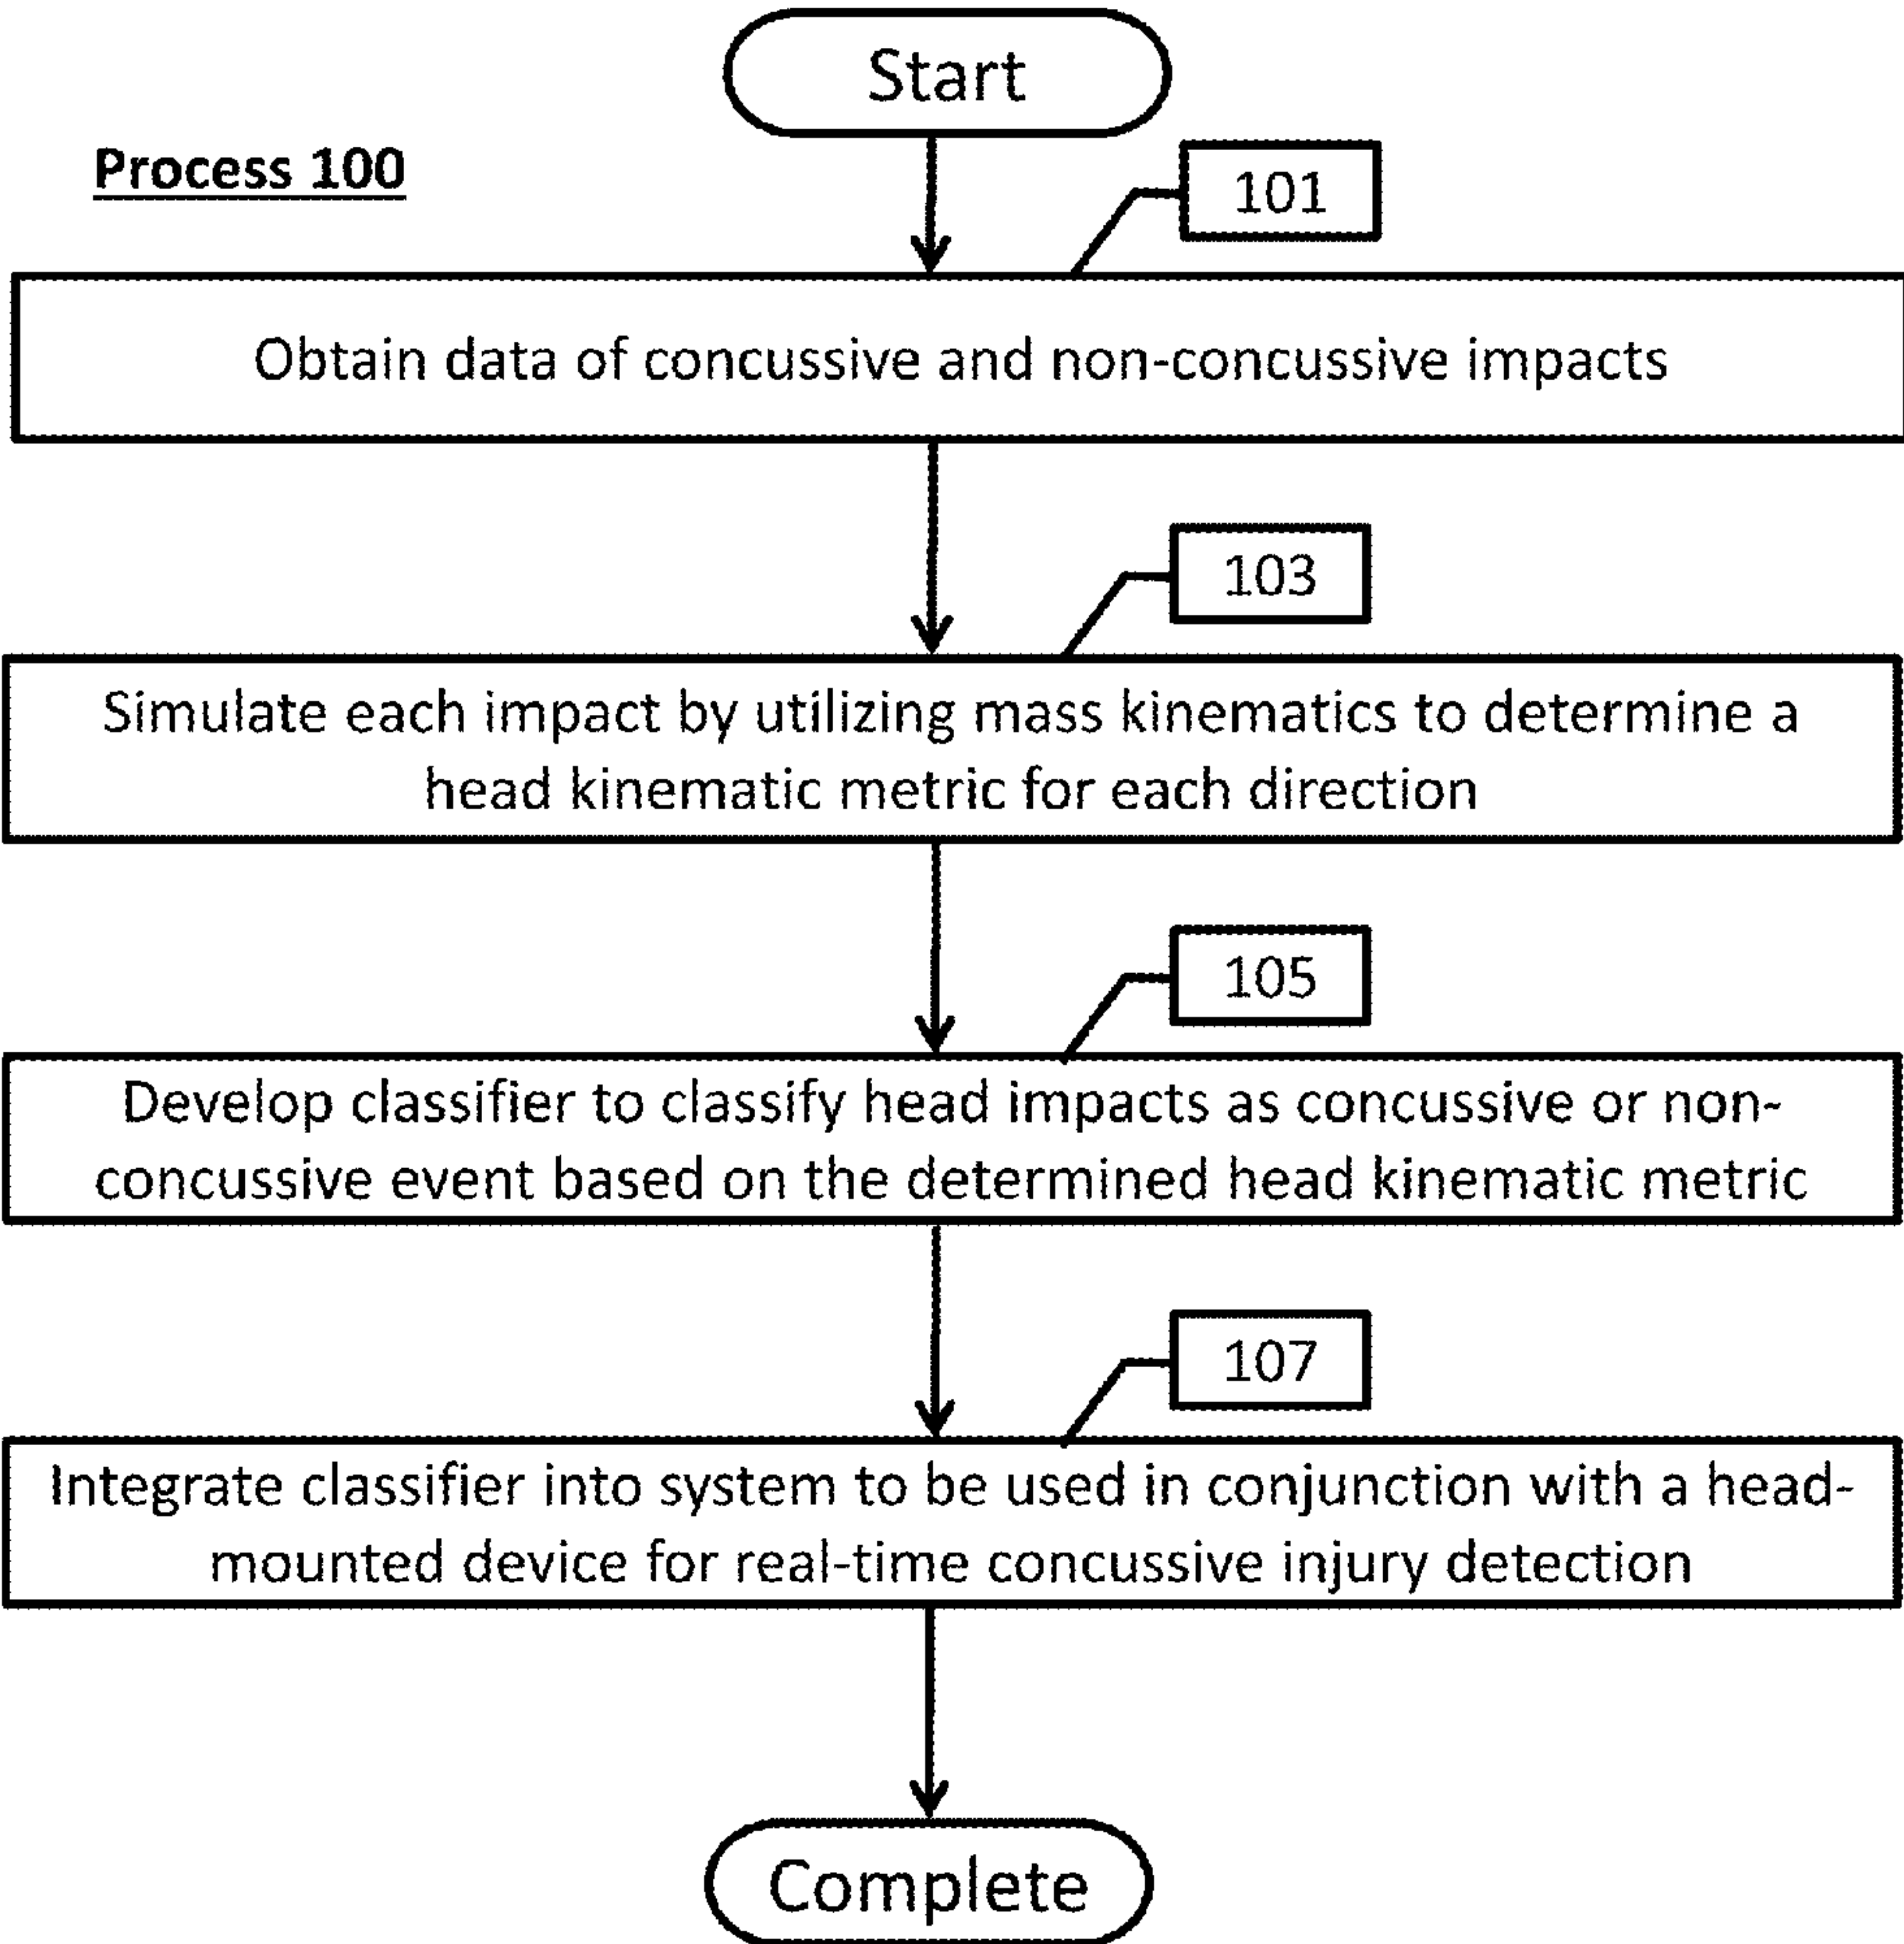 Start
Process 100
101
Obtain data of concussive and non-concussive impacts
103
Simulate each impact by utilizing mass kinematics to determine a
head kinematic metric for each direction
105
Develop classifier to classify head impacts as concussive or non-
concussive event based on the determined head kinematic metric
107
Integrate classifier into system to be used in conjunction with a head-
mounted device for real-time concussive injury detection
Complete